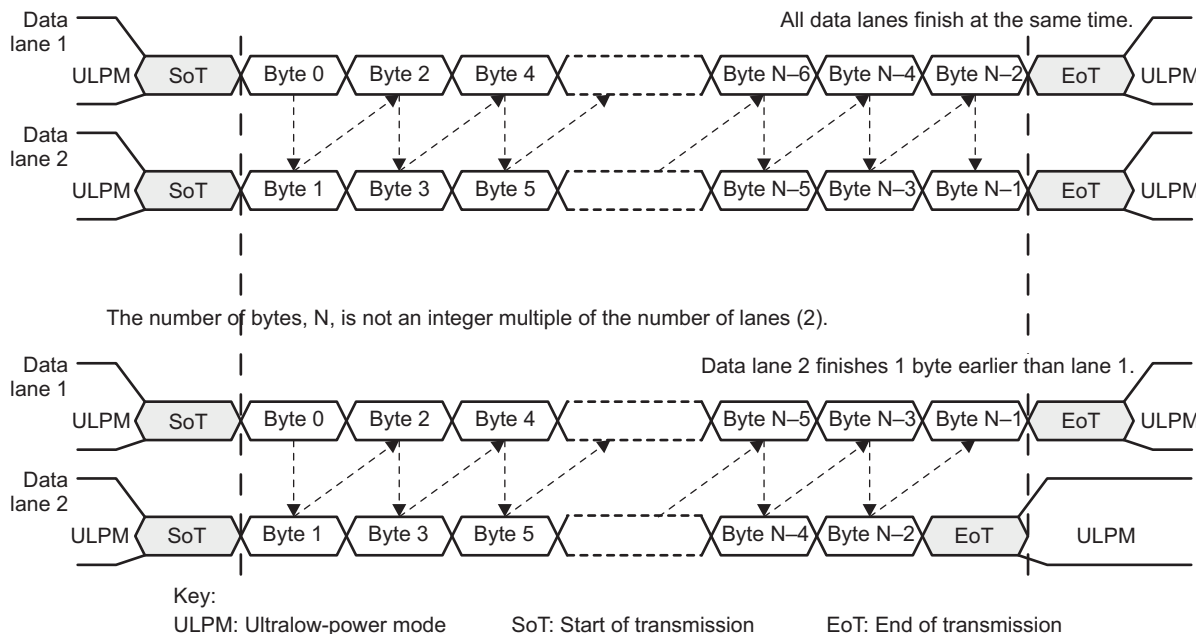 Data lane 1
All data lanes finish at the same time.
ULPM SoT Byte 0 Byte 2 Byte 4 Byte N–6 Byte N–4 Byte N–2 EoT ULPM
Data lane 2
ULPM SoT Byte 1 Byte 3 Byte 5 Byte N–5 Byte N–3 Byte N–1 EoT ULPM
The number of bytes, N, is not an integer multiple of the number of lanes (2).
Data lane 1
Data lane 2 finishes 1 byte earlier than lane 1.
ULPM SoT Byte 0 Byte 2 Byte 4 Byte N–5 Byte N–3 Byte N–1 EoT ULPM
Data lane 2
ULPM SoT Byte 1 Byte 3 Byte 5 Byte N–4 Byte N–2 EoT ULPM
Key:
ULPM: Ultralow-power mode SoT: Start of transmission EoT: End of transmission